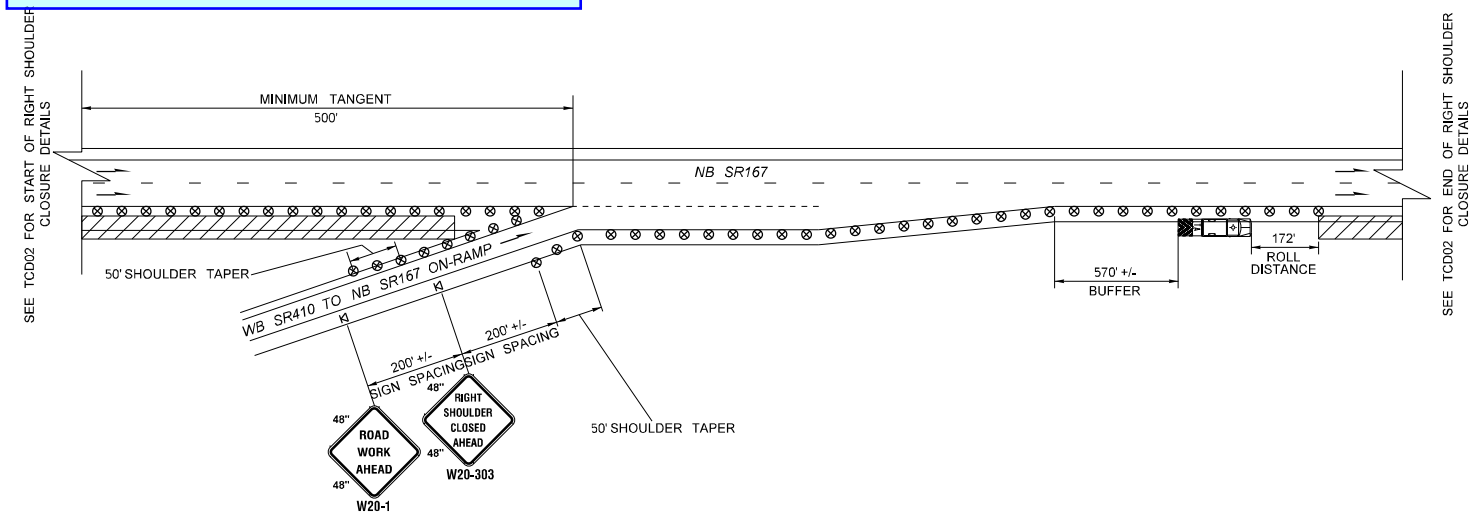 SEE TCD02 FOR START OF RIGHT SHOULDER
CLOSURE DETAILS
MINIMUM TANGENT
500'
NB SR167
50' SHOULDER TAPER
WB SR410 TO NB SR167 ON-RAMP
200' +/-
SIGN SPACING
200' +/-
SIGN SPACING
570' +/-
BUFFER
172'
ROLL
DISTANCE
50' SHOULDER TAPER
48"
ROAD
WORK
AHEAD
48"
W20-1
48"
RIGHT
SHOULDER
CLOSED
AHEAD
48"
W20-303
SEE TCD02 FOR END OF RIGHT SHOULDER
CLOSURE DETAILS